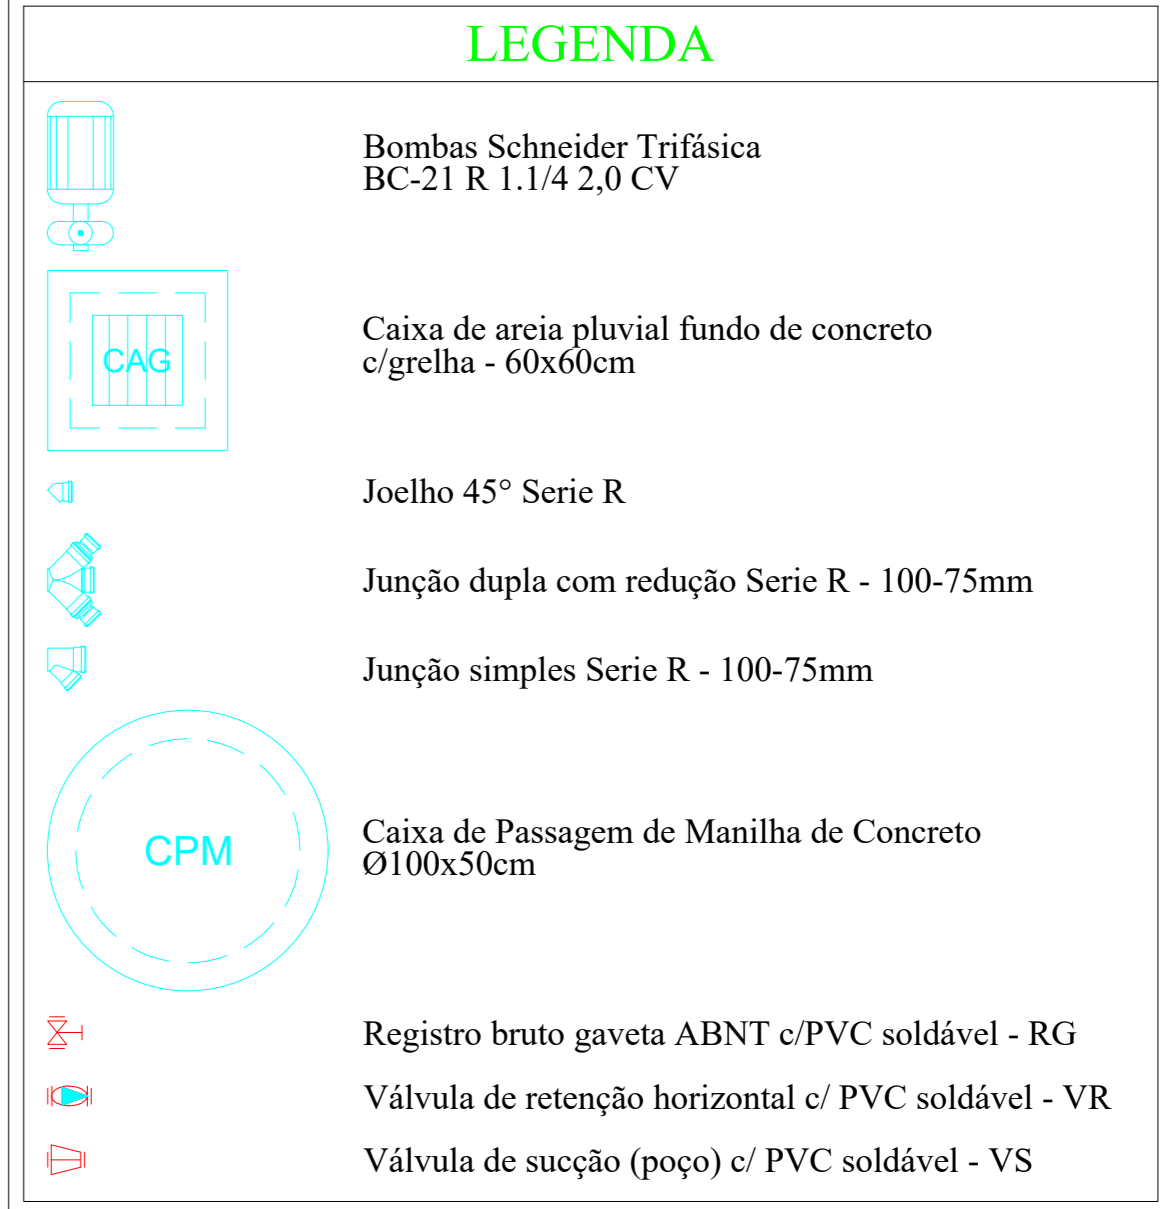 LEGENDA
Bombas Schneider Trifásica
BC-21 R 1.1/4 2,0 CV
CAG
Caixa de areia pluvial fundo de concreto
c/grelha - 60x60cm
Joelho 45° Serie R
Junção dupla com redução Serie R - 100-75mm
Junção simples Serie R - 100-75mm
CPM
Caixa de Passagem de Manilha de Concreto
Ø100x50cm
Registro bruto gaveta ABNT c/PVC soldável - RG
Válvula de retenção horizontal c/ PVC soldável - VR
Válvula de sucção (poço) c/ PVC soldável - VS